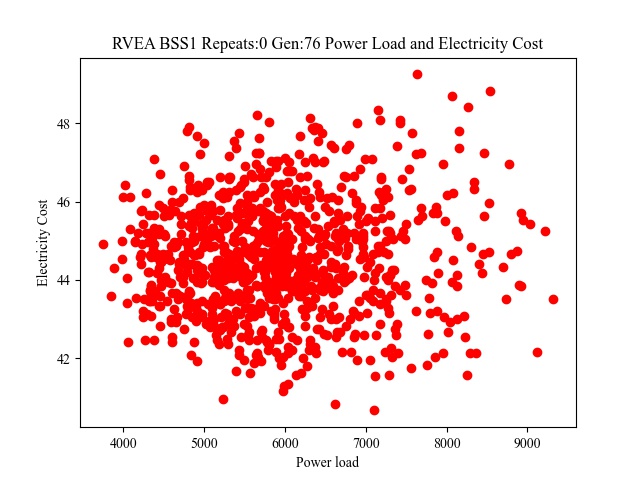 RVEA BSS1 Repeats:0 Gen:76 Power Load and Electricity Cost
Electricity Cost
48
46
44
42
4000 5000 6000 7000 8000 9000
Power load